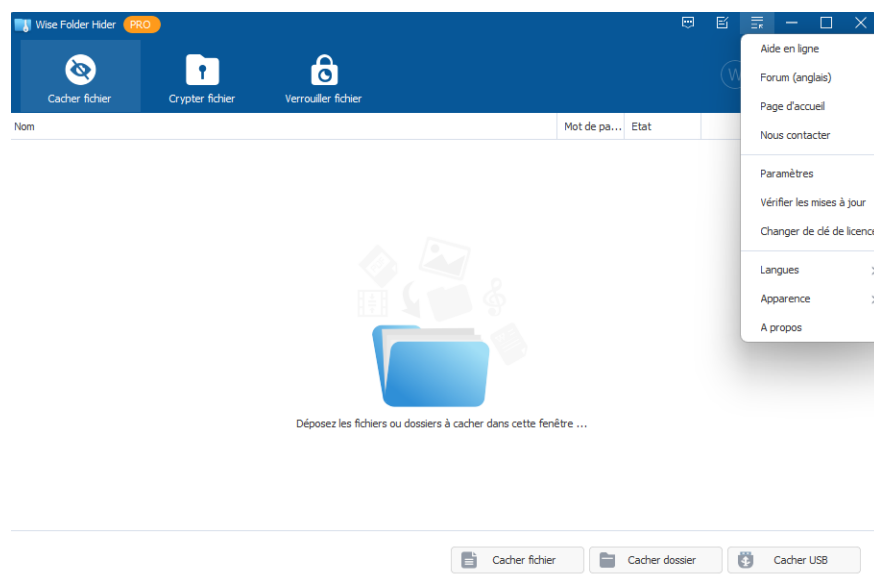 Wise Folder Hider PRO
Cacher fichier
Crypter fichier
Verrouiller fichier
W
Aide en ligne
Forum (anglais)
Page d'accueil
Nous contacter
Paramètres
Vérifier les mises à jour
Changer de clé de licence
Langues
Apparence
A propos
Nom
Mot de pa...
Etat
Déposez les fichiers ou dossiers à cacher dans cette fenêtre ...
Cacher fichier
Cacher dossier
Cacher USB